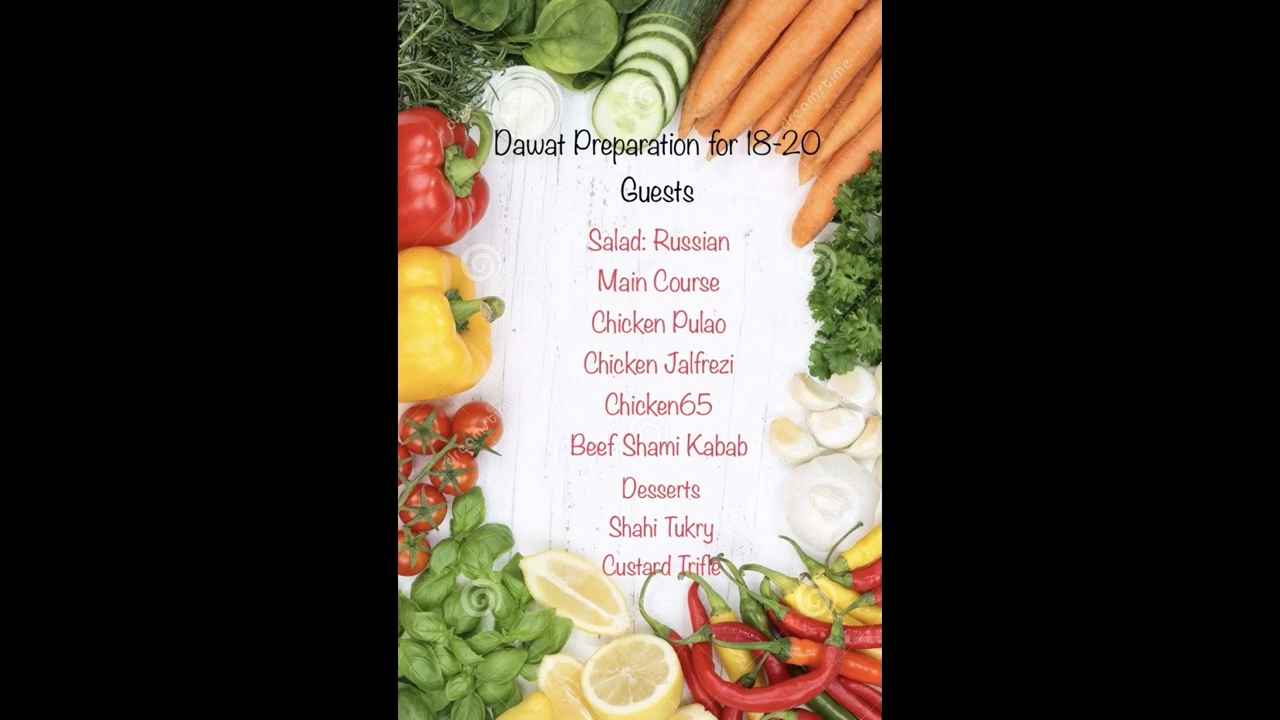 Dawat Preparation for 18-20
Guests
Salad: Russian
Main Course
Chicken Pulao
Chicken Jalfrezi
Chicken65
Beef Shami Kabab
Desserts
Shahi Tukry
Custard Trifle
dreamstime